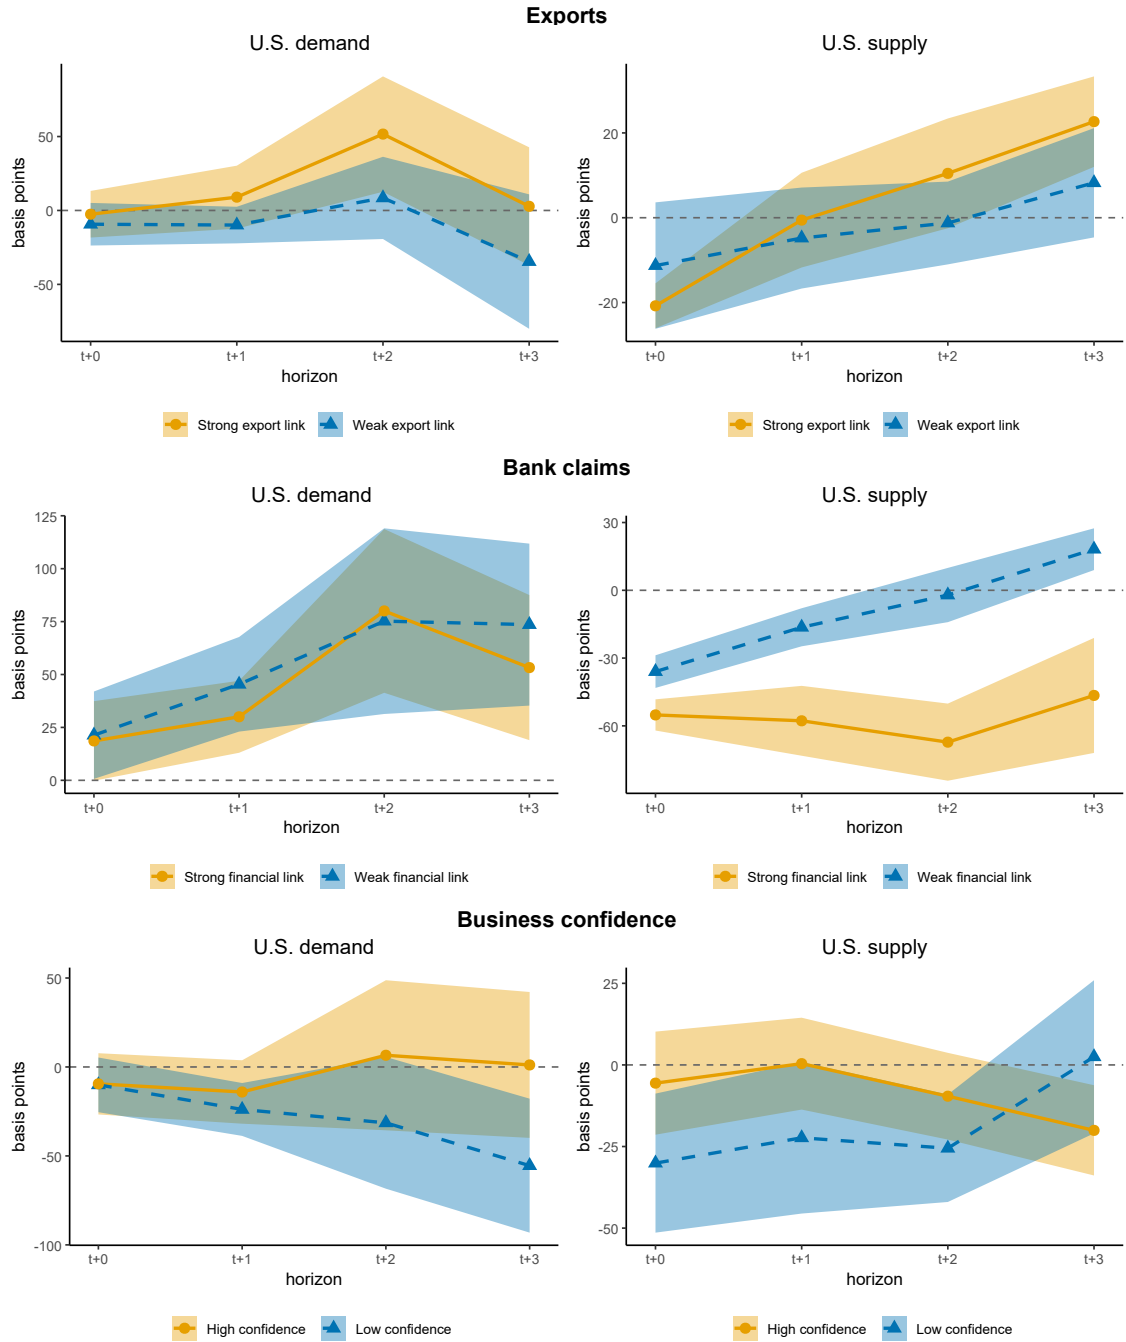 Exports
U.S. demand
U.S. supply
basis points
50
0
-50
t+0 t+1 t+2 t+3
horizon
Strong export link Weak export link
basis points
20
0
-20
t+0 t+1 t+2 t+3
horizon
Strong export link Weak export link
Bank claims
U.S. demand
U.S. supply
basis points
125
100
75
50
25
0
t+0 t+1 t+2 t+3
horizon
Strong financial link Weak financial link
basis points
30
0
-30
-60
t+0 t+1 t+2 t+3
horizon
Strong financial link Weak financial link
Business confidence
U.S. demand
U.S. supply
basis points
50
0
-50
-100
t+0 t+1 t+2 t+3
horizon
High confidence Low confidence
basis points
25
0
-25
-50
t+0 t+1 t+2 t+3
horizon
High confidence Low confidence